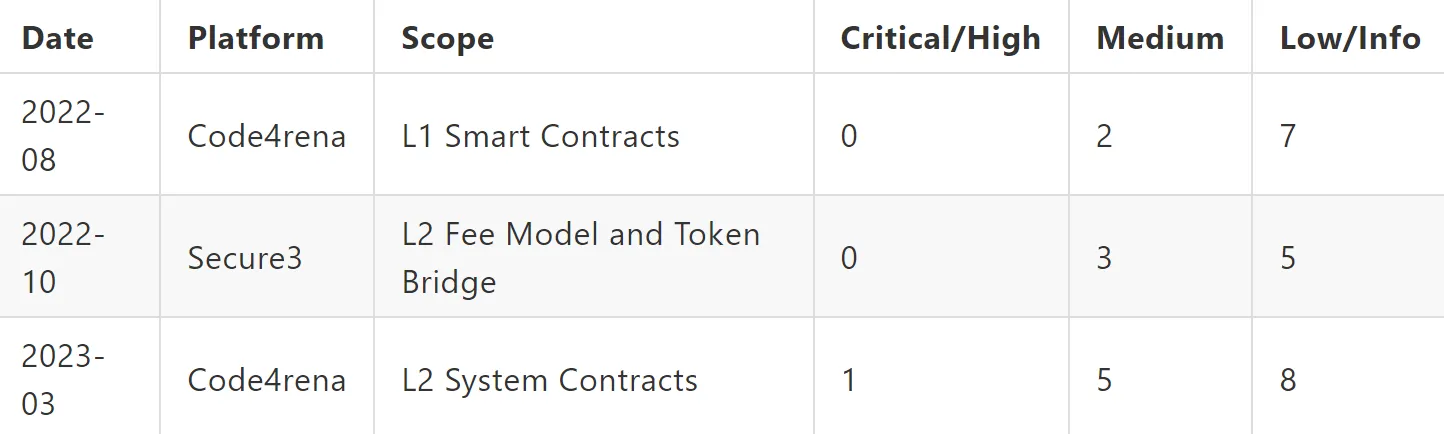 Date Platform Scope Critical/High Medium Low/Info
2022-
08 Code4rena L1 Smart Contracts 0 2 7
2022-
10 Secure3 L2 Fee Model and Token
Bridge 0 3 5
2023-
03 Code4rena L2 System Contracts 1 5 8